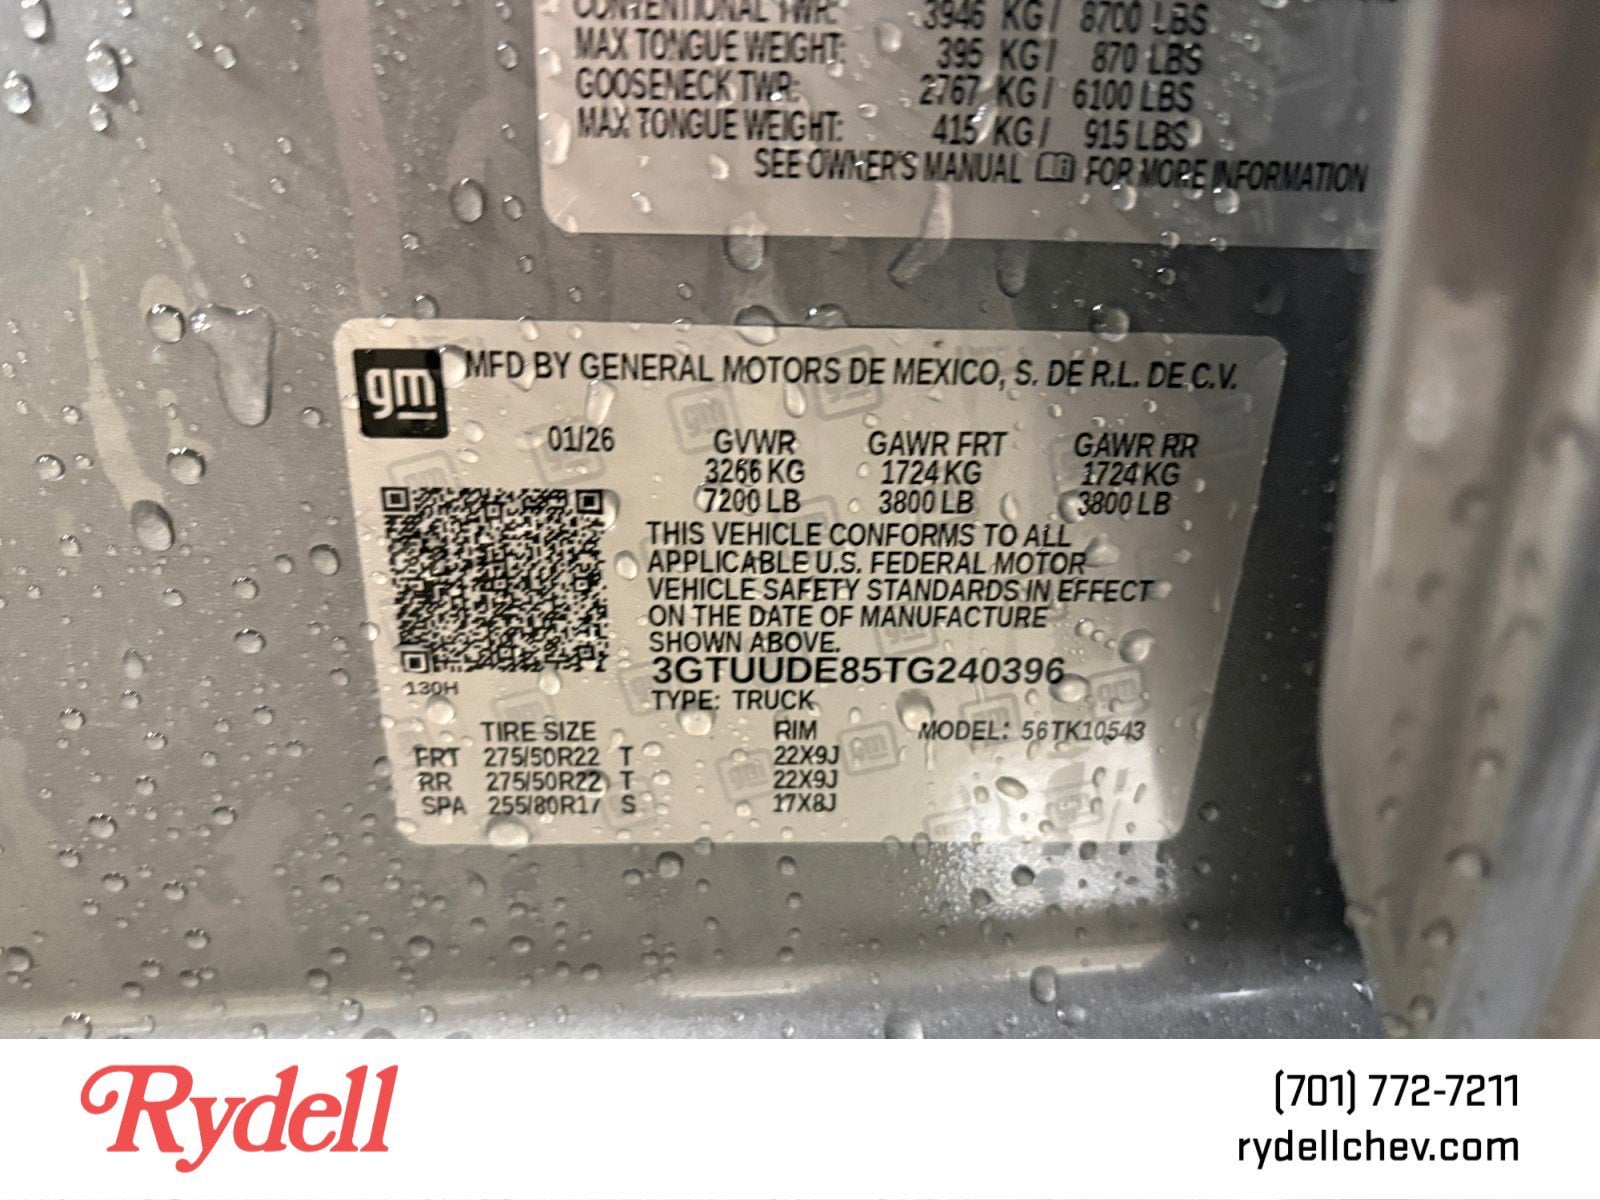 CONVENTIONAL TWR: 3946 KG / 8700 LBS
MAX TONGUE WEIGHT: 395 KG / 870 LBS
GOOSENECK TWR: 2767 KG / 6100 LBS
MAX TONGUE WEIGHT: 415 KG / 915 LBS
SEE OWNER'S MANUAL FOR MORE INFORMATION
gm
MFD BY GENERAL MOTORS DE MEXICO, S. DE R.L. DE C.V.
01/26 GVWR GAWR FRT GAWR RR
3266 KG 1724 KG 1724 KG
7200 LB 3800 LB 3800 LB
THIS VEHICLE CONFORMS TO ALL
APPLICABLE U.S. FEDERAL MOTOR
VEHICLE SAFETY STANDARDS IN EFFECT
ON THE DATE OF MANUFACTURE
SHOWN ABOVE.
3GTUUDE85TG240396
130H
TYPE: TRUCK
TIRE SIZE RIM MODEL: 56TK10543
FRT 275/50R22 T 22X9J
RR 275/50R22 T 22X9J
SPA 255/80R17 S 17X8J
Rydell
(701) 772-7211
rydellchev.com